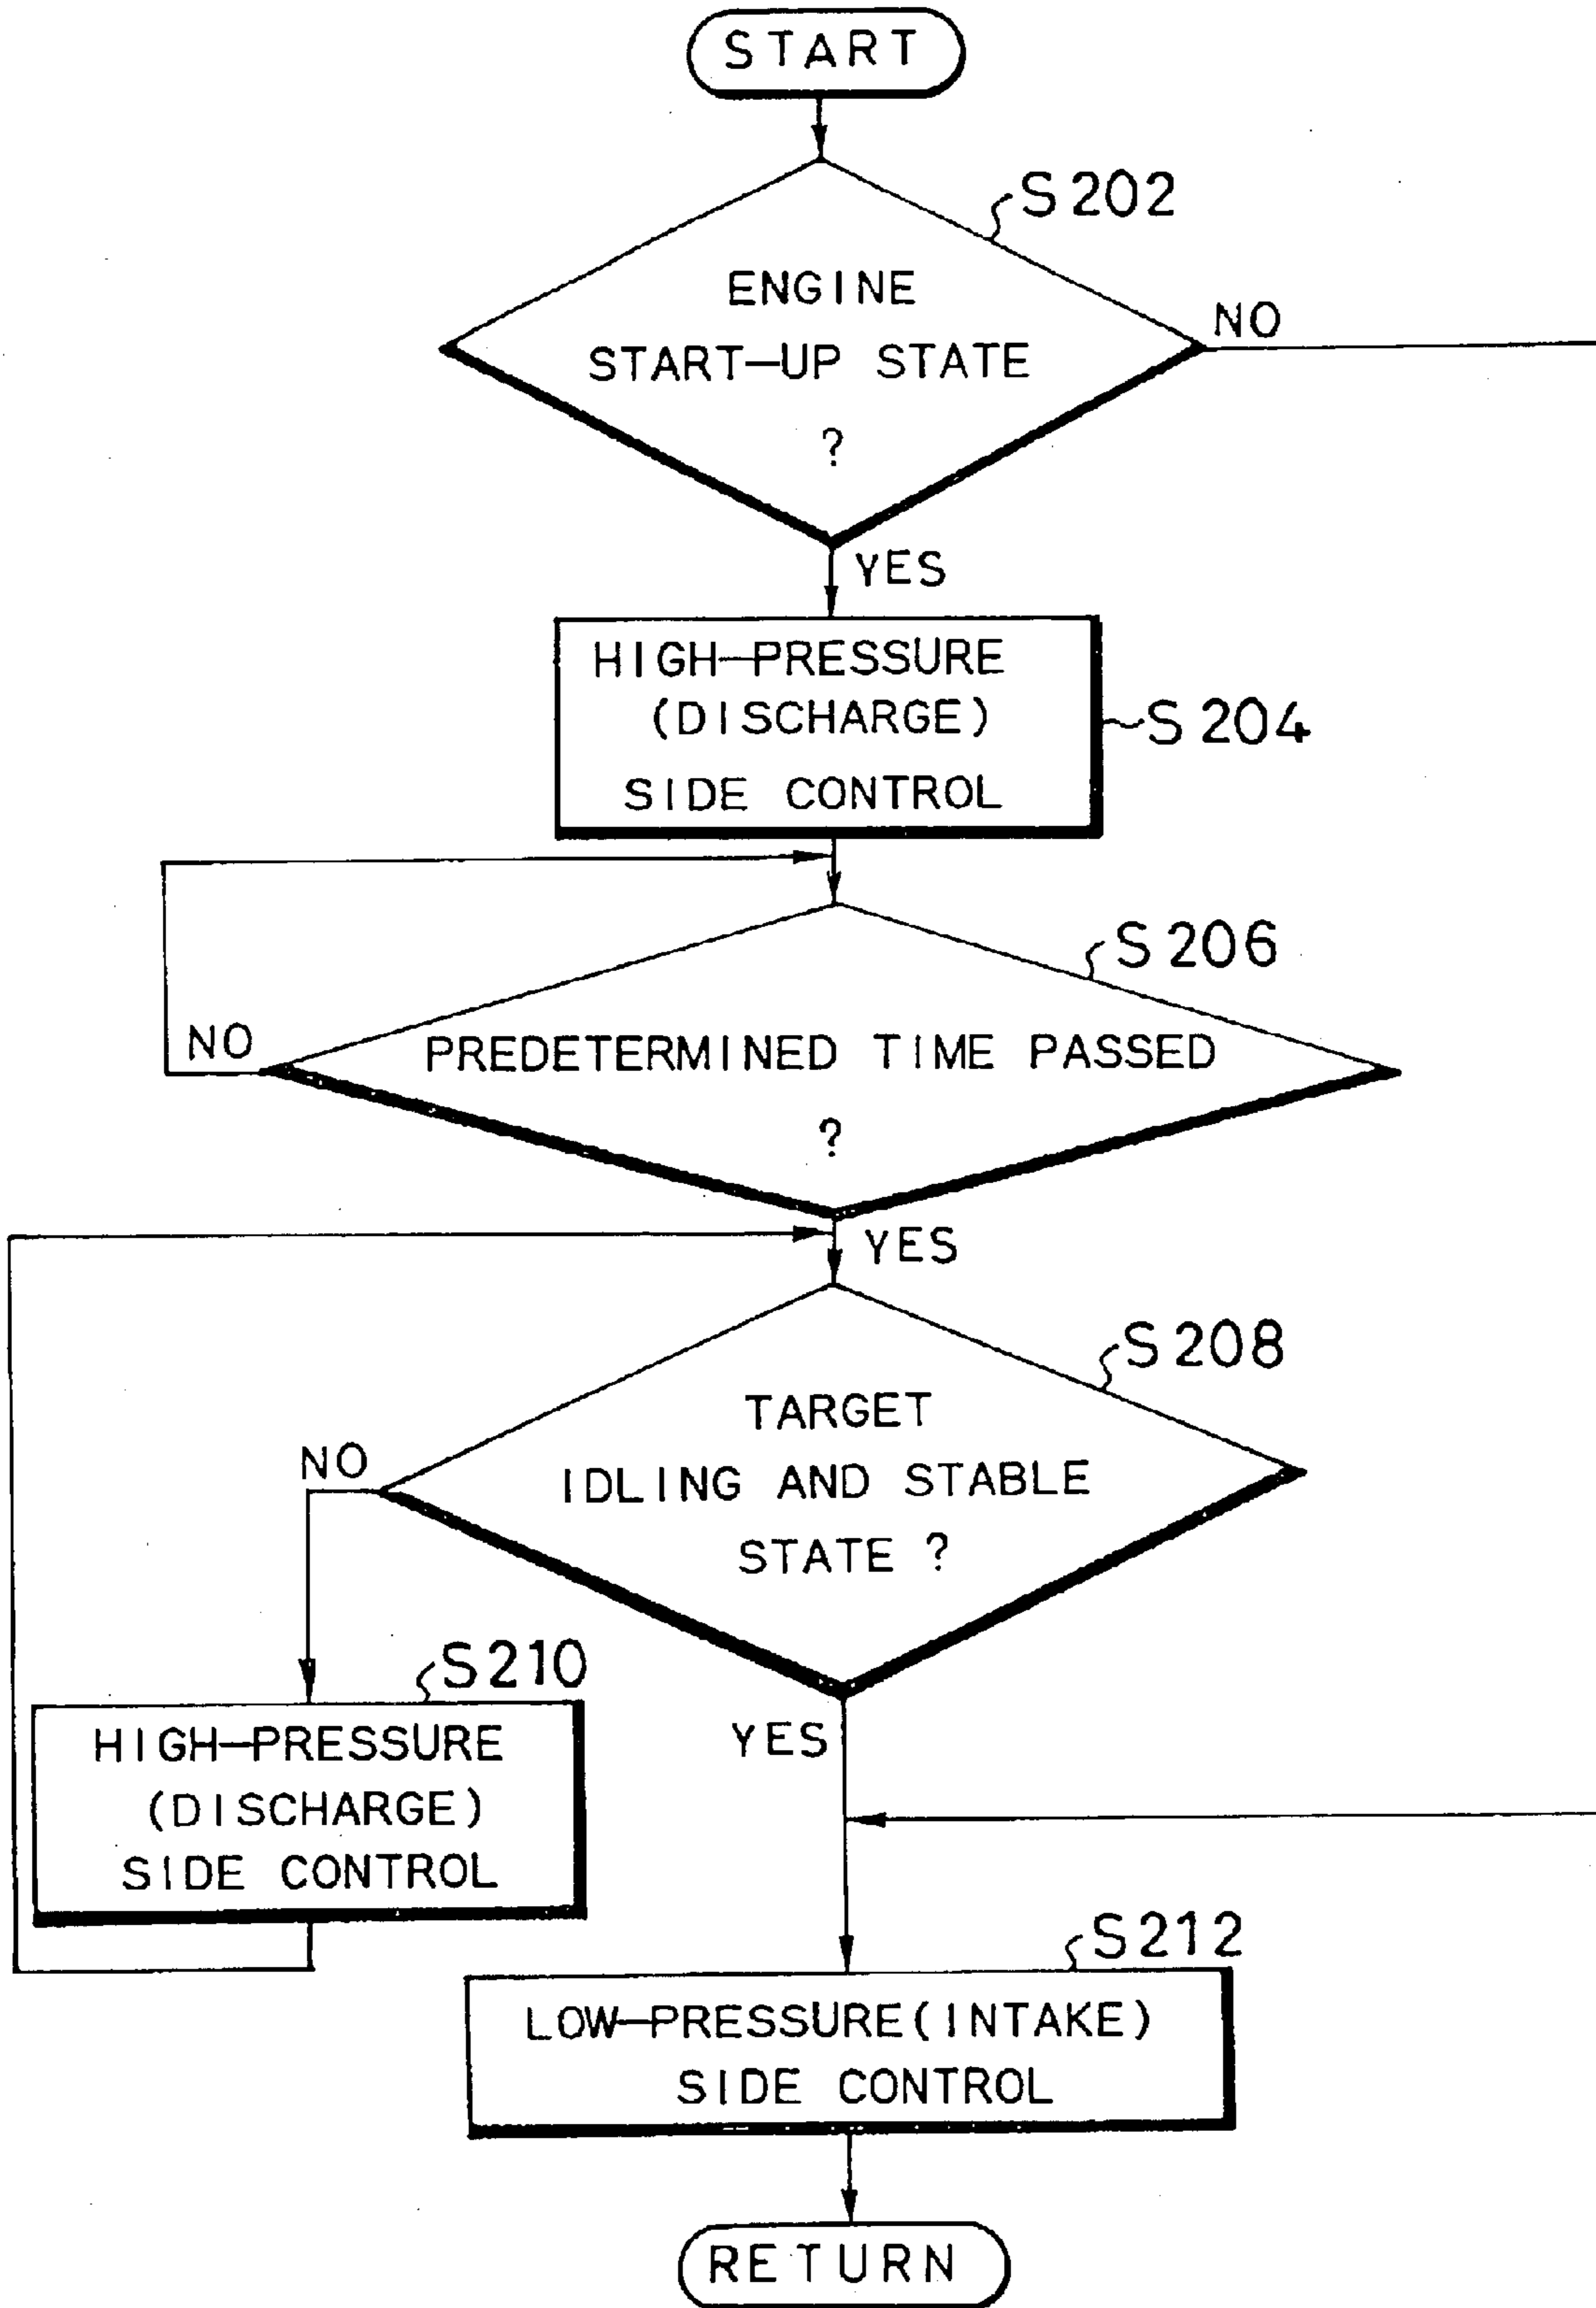 START
S202
ENGINE
START-UP STATE
?
NO
YES
HIGH-PRESSURE
(DISCHARGE)
SIDE CONTROL
S204
S206
NO
PREDETERMINED TIME PASSED
?
YES
S208
TARGET
IDLING AND STABLE
STATE ?
NO
S210
HIGH-PRESSURE
(DISCHARGE)
SIDE CONTROL
YES
S212
LOW-PRESSURE(INTAKE)
SIDE CONTROL
RETURN